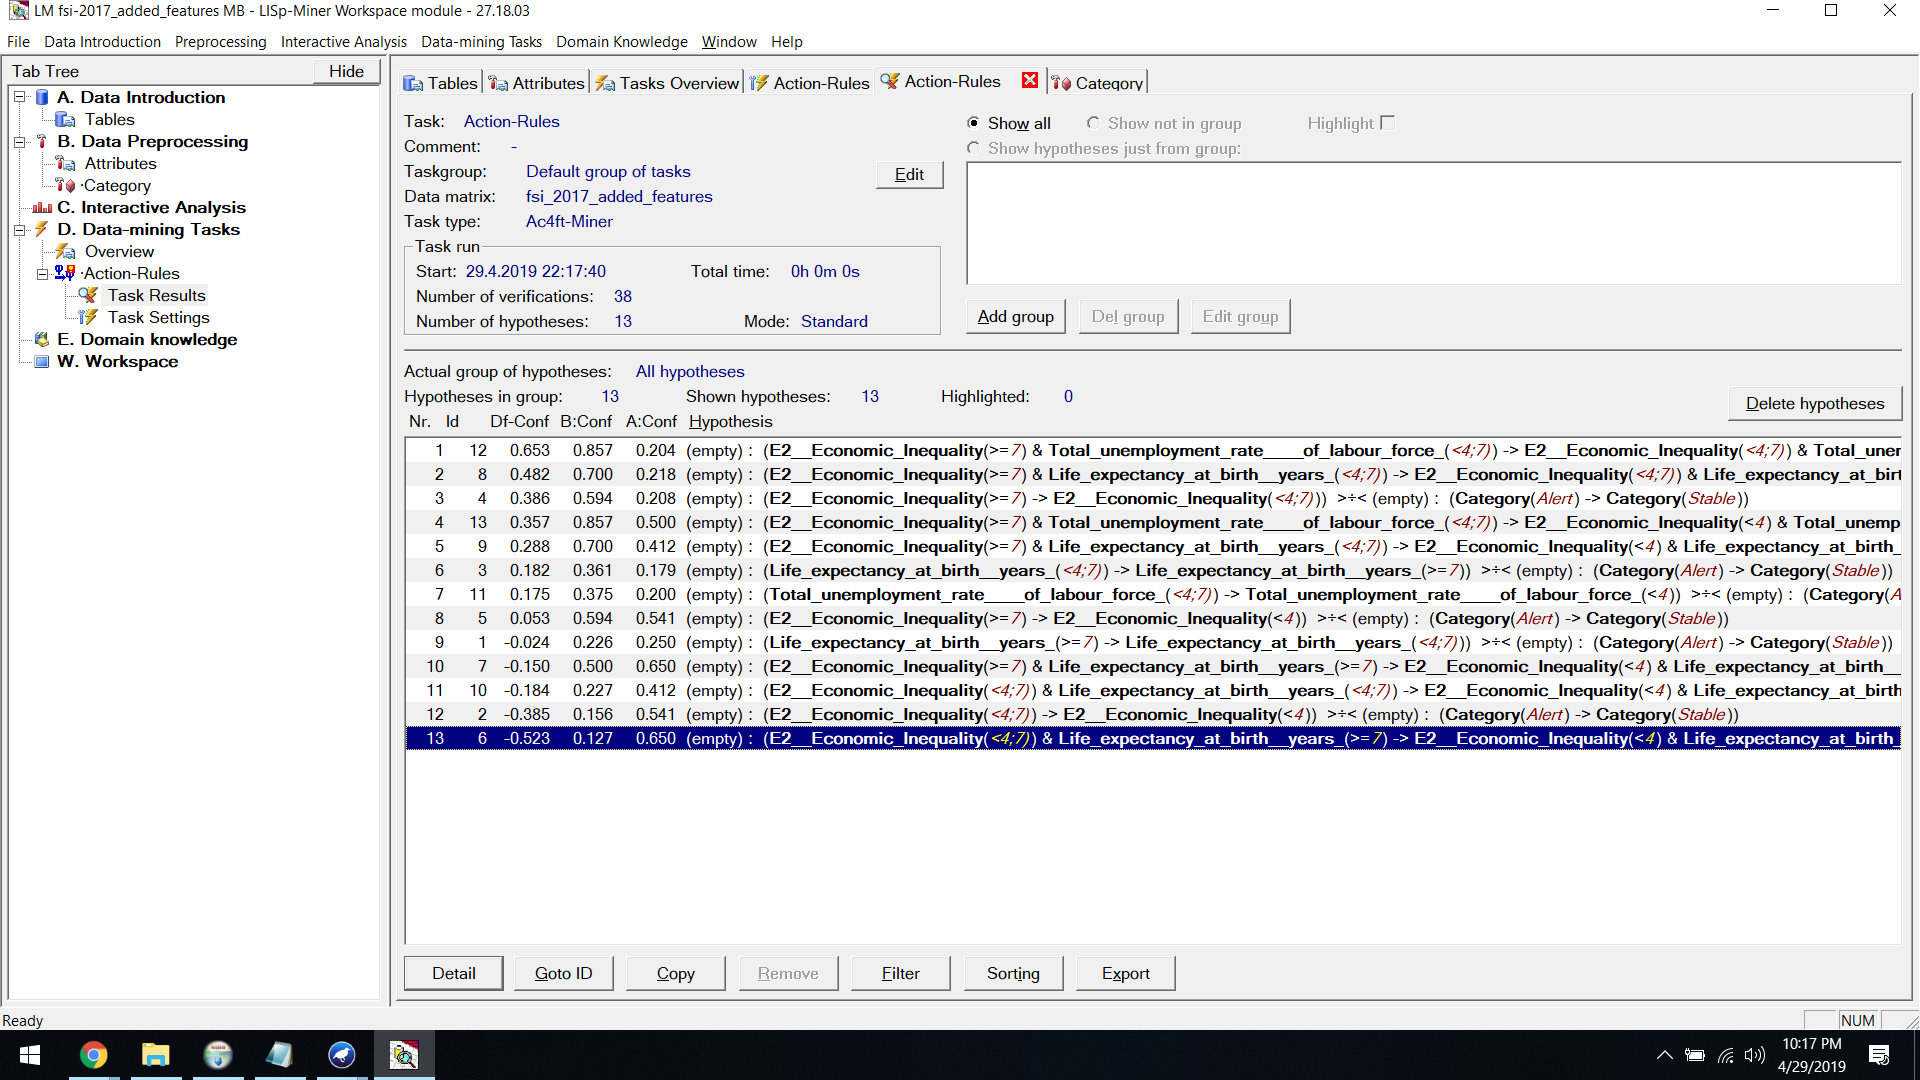 LM fsi-2017_added_features MB - LISp-Miner Workspace module - 27.18.03
File Data Introduction Preprocessing Interactive Analysis Data-mining Tasks Domain Knowledge Window Help
Tab Tree Hide
A. Data Introduction
Tables
B. Data Preprocessing
Attributes
Category
C. Interactive Analysis
D. Data-mining Tasks
Overview
Action-Rules
Task Results
Task Settings
E. Domain knowledge
W. Workspace
Tables Attributes Tasks Overview Action-Rules Action-Rules Category
Task: Action-Rules
Comment: -
Taskgroup: Default group of tasks
Edit
Data matrix: fsi_2017_added_features
Task type: Ac4ft-Miner
Task run
Start: 29.4.2019 22:17:40 Total time: 0h 0m 0s
Number of verifications: 38
Number of hypotheses: 13 Mode: Standard
Show all Show not in group Highlight
Show hypotheses just from group:
Add group Del group Edit group
Actual group of hypotheses: All hypotheses
Hypotheses in group: 13 Shown hypotheses: 13 Highlighted: 0
Delete hypotheses
Nr. Id Df-Conf B:Conf A:Conf Hypothesis
1 12 0.653 0.857 0.204 (empty) : (E2__Economic_Inequality(>=7) & Total_unemployment_rate____of_labour_force_(<4;7)) -> E2__Economic_Inequality(<4;7)) & Total_uner
2 8 0.482 0.700 0.218 (empty) : (E2__Economic_Inequality(>=7) & Life_expectancy_at_birth__years_(<4;7)) -> E2__Economic_Inequality(<4;7)) & Life_expectancy_at_birt
3 4 0.386 0.594 0.208 (empty) : (E2__Economic_Inequality(>=7) -> E2__Economic_Inequality(<4;7))) >÷< (empty) : (Category(Alert) -> Category(Stable))
4 13 0.357 0.857 0.500 (empty) : (E2__Economic_Inequality(>=7) & Total_unemployment_rate____of_labour_force_(<4;7)) -> E2__Economic_Inequality(<4) & Total_unemp
5 9 0.288 0.700 0.412 (empty) : (E2__Economic_Inequality(>=7) & Life_expectancy_at_birth__years_(<4;7)) -> E2__Economic_Inequality(<4) & Life_expectancy_at_birth_
6 3 0.182 0.361 0.179 (empty) : (Life_expectancy_at_birth__years_(<4;7)) -> Life_expectancy_at_birth__years_(>=7)) >÷< (empty) : (Category(Alert) -> Category(Stable))
7 11 0.175 0.375 0.200 (empty) : (Total_unemployment_rate____of_labour_force_(<4;7)) -> Total_unemployment_rate____of_labour_force_(<4)) >÷< (empty) : (Category(A
8 5 0.053 0.594 0.541 (empty) : (E2__Economic_Inequality(>=7) -> E2__Economic_Inequality(<4)) >÷< (empty) : (Category(Alert) -> Category(Stable))
9 1 -0.024 0.226 0.250 (empty) : (Life_expectancy_at_birth__years_(>=7) -> Life_expectancy_at_birth__years_(<4;7))) >÷< (empty) : (Category(Alert) -> Category(Stable))
10 7 -0.150 0.500 0.650 (empty) : (E2__Economic_Inequality(>=7) & Life_expectancy_at_birth__years_(>=7) -> E2__Economic_Inequality(<4) & Life_expectancy_at_birth__
11 10 -0.184 0.227 0.412 (empty) : (E2__Economic_Inequality(<4;7)) & Life_expectancy_at_birth__years_(<4;7)) -> E2__Economic_Inequality(<4) & Life_expectancy_at_birth
12 2 -0.385 0.156 0.541 (empty) : (E2__Economic_Inequality(<4;7)) -> E2__Economic_Inequality(<4)) >÷< (empty) : (Category(Alert) -> Category(Stable))
13 6 -0.523 0.127 0.650 (empty) : (E2__Economic_Inequality(<4;7)) & Life_expectancy_at_birth__years_(>=7) -> E2__Economic_Inequality(<4) & Life_expectancy_at_birth_
Detail Goto ID Copy Remove Filter Sorting Export
Ready NUM
10:17 PM
4/29/2019